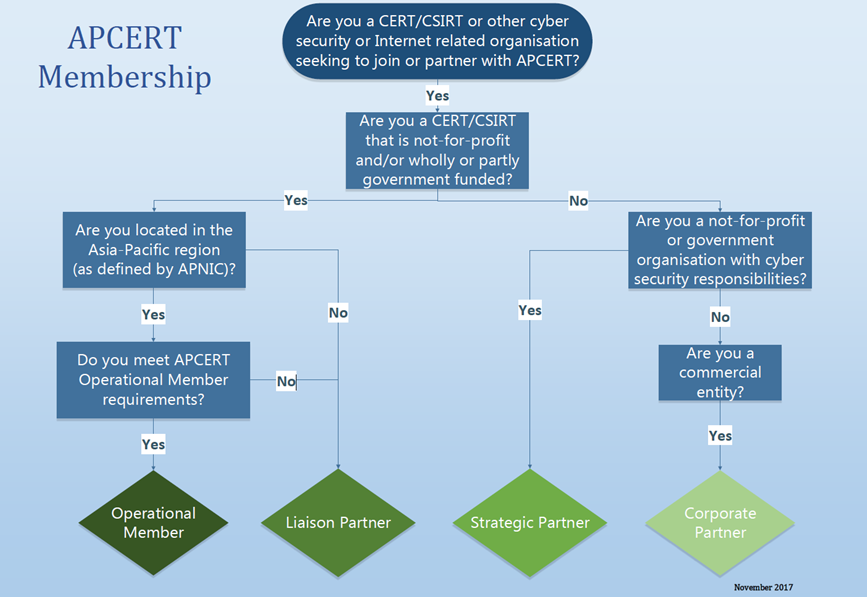 APCERT
Membership
Are you a CERT/CSIRT or other cyber
security or Internet related organisation
seeking to join or partner with APCERT?
Yes
Are you a CERT/CSIRT
that is not-for-profit
and/or wholly or partly
government funded?
Yes
No
Are you located in the
Asia-Pacific region
(as defined by APNIC)?
Are you a not-for-profit
or government
organisation with cyber
security responsibilities?
Yes
No
Yes
No
Do you meet APCERT
Operational Member
requirements?
No
Are you a
commercial
entity?
Yes
Yes
Operational
Member
Liaison Partner
Strategic Partner
Corporate
Partner
November 2017